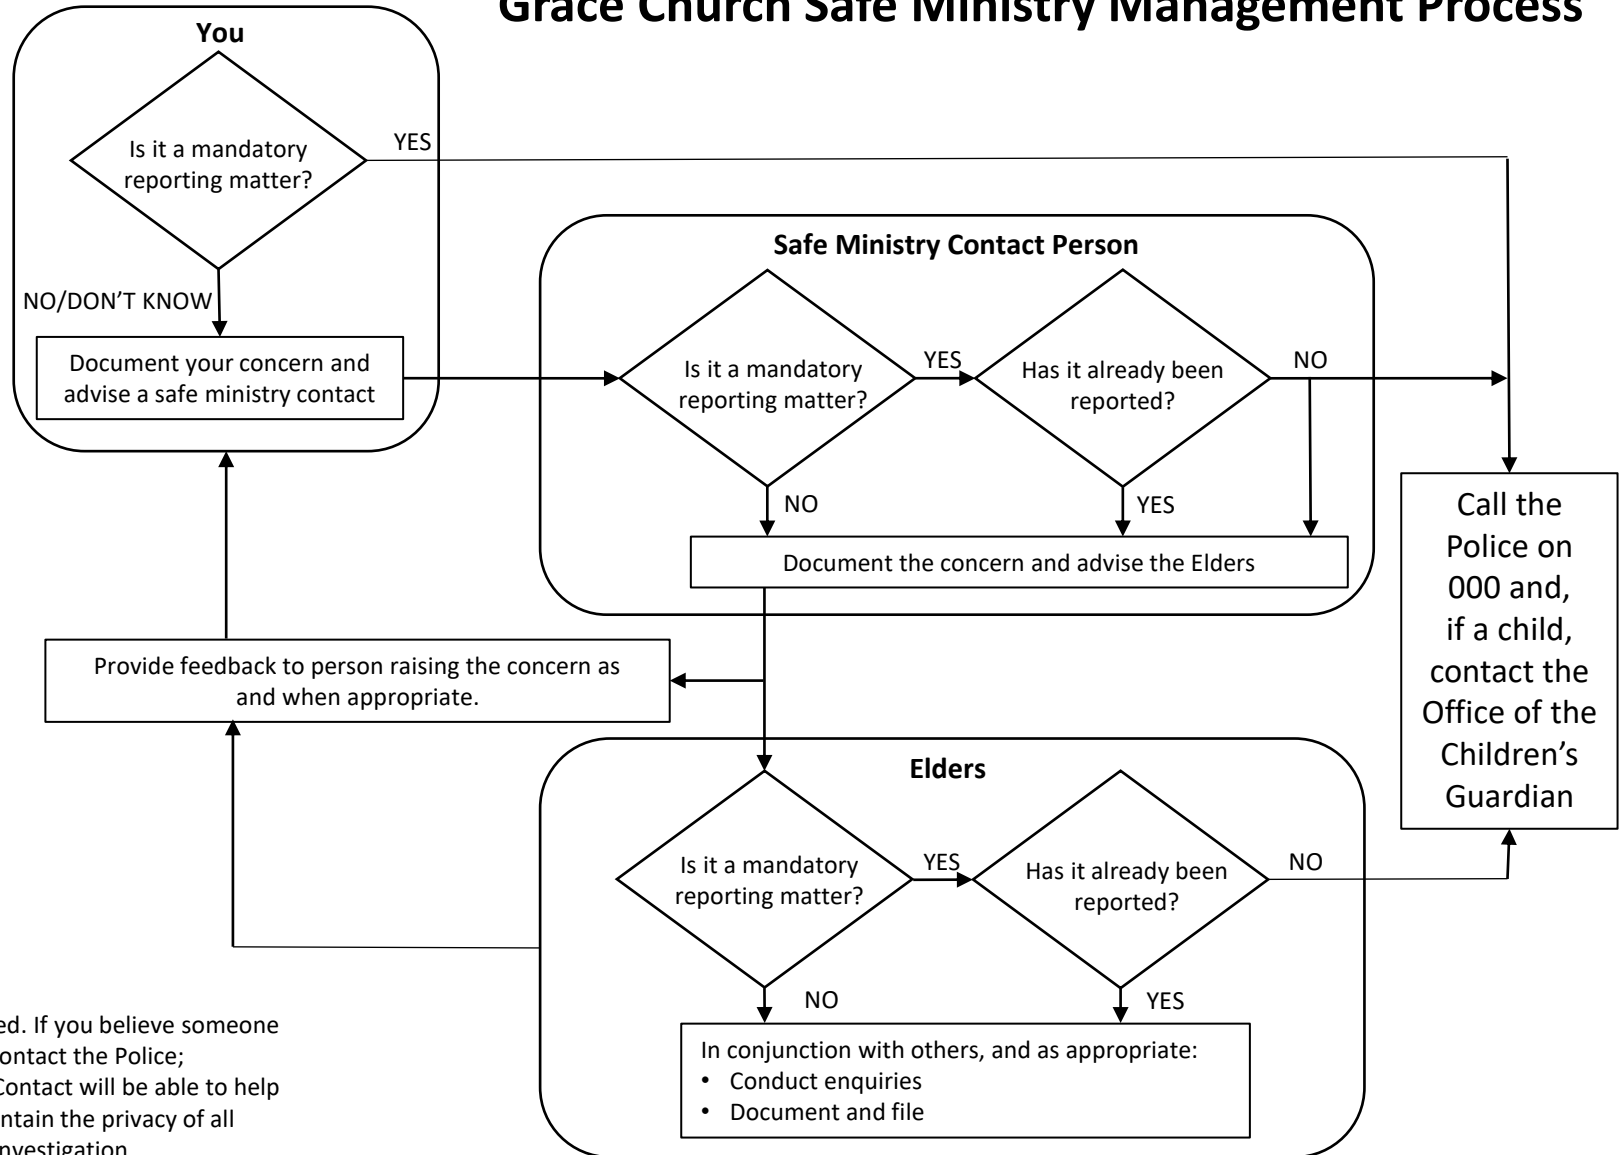 Grace Church Safe Ministry Management Process
You
Is it a mandatory
reporting matter?
YES
NO/DON'T KNOW
Document your concern and
advise a safe ministry contact
Safe Ministry Contact Person
Is it a mandatory
reporting matter?
YES
Has it already been
reported?
NO
NO
YES
Document the concern and advise the Elders
Call the
Police on
000 and,
if a child,
contact the
Office of the
Children's
Guardian
Provide feedback to person raising the concern as
and when appropriate.
Elders
Is it a mandatory
reporting matter?
YES
Has it already been
reported?
NO
NO
YES
In conjunction with others, and as appropriate:
• Conduct enquiries
• Document and file
ed. If you believe someone
ontact the Police;
Contact will be able to help
ntain the privacy of all
nvestigation